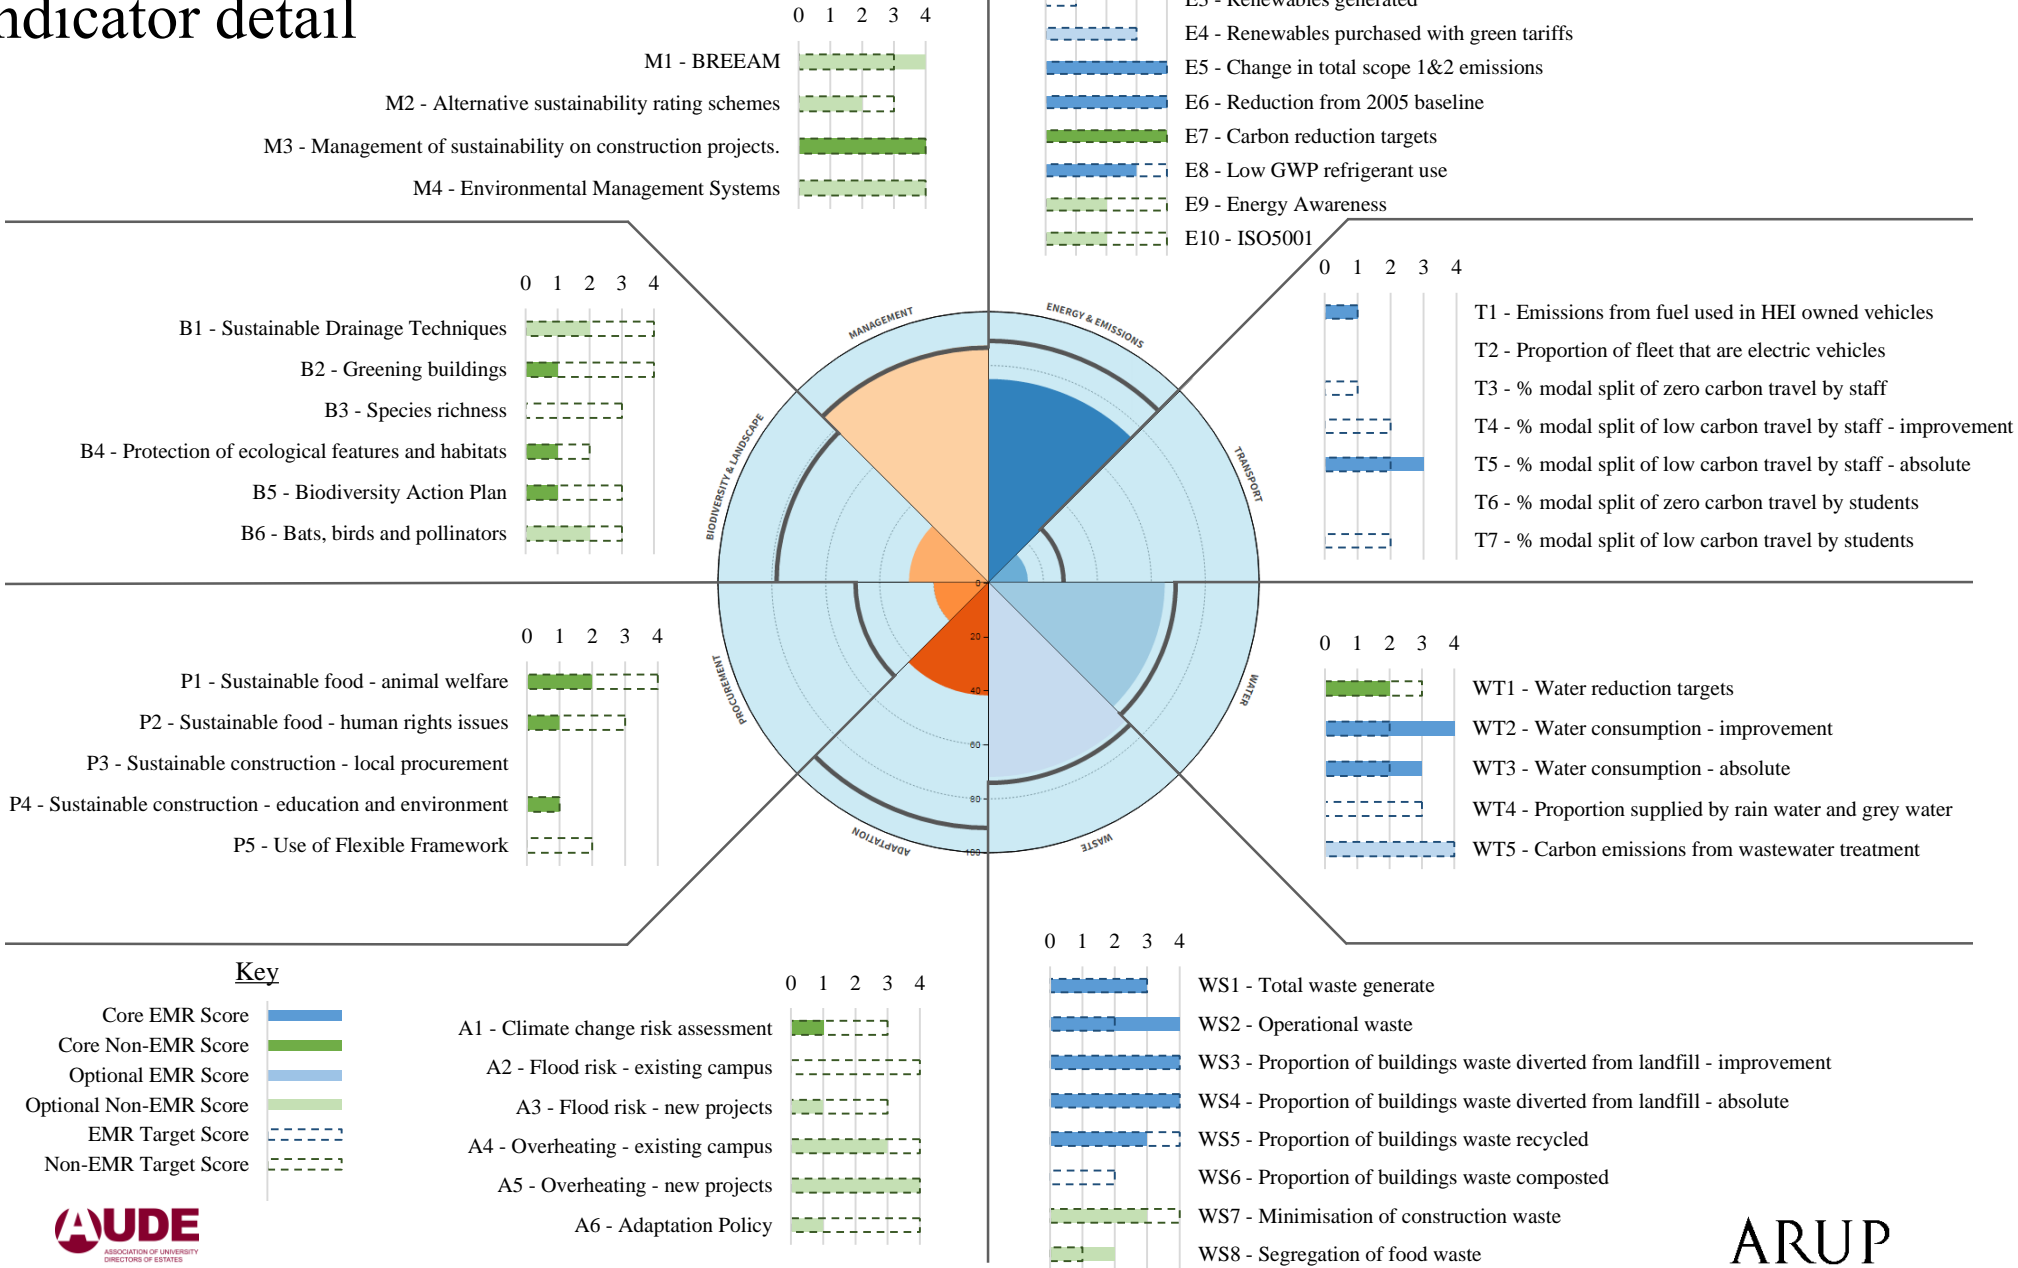 ndicator detail
0 1 2 3 4
M1 - BREEAM
M2 - Alternative sustainability rating schemes
M3 - Management of sustainability on construction projects.
M4 - Environmental Management Systems
E3 - Renewables generated
E4 - Renewables purchased with green tariffs
E5 - Change in total scope 1&2 emissions
E6 - Reduction from 2005 baseline
E7 - Carbon reduction targets
E8 - Low GWP refrigerant use
E9 - Energy Awareness
E10 - ISO5001
0 1 2 3 4
B1 - Sustainable Drainage Techniques
B2 - Greening buildings
B3 - Species richness
B4 - Protection of ecological features and habitats
B5 - Biodiversity Action Plan
B6 - Bats, birds and pollinators
MANAGEMENT
ENERGY & EMISSIONS
BIODIVERSITY & LANDSCAPE
TRANSPORT
PROCUREMENT
WATER
ADAPTATION
WASTE
0
20
40
60
80
100
0 1 2 3 4
T1 - Emissions from fuel used in HEI owned vehicles
T2 - Proportion of fleet that are electric vehicles
T3 - % modal split of zero carbon travel by staff
T4 - % modal split of low carbon travel by staff - improvement
T5 - % modal split of low carbon travel by staff - absolute
T6 - % modal split of zero carbon travel by students
T7 - % modal split of low carbon travel by students
0 1 2 3 4
P1 - Sustainable food - animal welfare
P2 - Sustainable food - human rights issues
P3 - Sustainable construction - local procurement
P4 - Sustainable construction - education and environment
P5 - Use of Flexible Framework
0 1 2 3 4
WT1 - Water reduction targets
WT2 - Water consumption - improvement
WT3 - Water consumption - absolute
WT4 - Proportion supplied by rain water and grey water
WT5 - Carbon emissions from wastewater treatment
Key
Core EMR Score
Core Non-EMR Score
Optional EMR Score
Optional Non-EMR Score
EMR Target Score
Non-EMR Target Score
0 1 2 3 4
A1 - Climate change risk assessment
A2 - Flood risk - existing campus
A3 - Flood risk - new projects
A4 - Overheating - existing campus
A5 - Overheating - new projects
A6 - Adaptation Policy
0 1 2 3 4
WS1 - Total waste generate
WS2 - Operational waste
WS3 - Proportion of buildings waste diverted from landfill - improvement
WS4 - Proportion of buildings waste diverted from landfill - absolute
WS5 - Proportion of buildings waste recycled
WS6 - Proportion of buildings waste composted
WS7 - Minimisation of construction waste
WS8 - Segregation of food waste
AUDE
ASSOCIATION OF UNIVERSITY
DIRECTORS OF ESTATES
ARUP